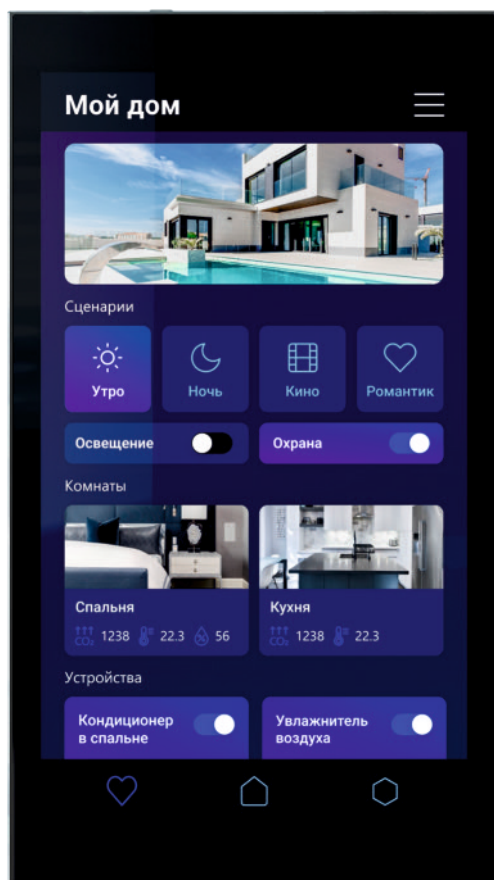 Мой дом
Сценарии
Утро
Ночь
Кино
Романтик
Освещение
Охрана
Комнаты
Спальня
Кухня
CO₂ 1238 22.3 56
CO₂ 1238 22.3
Устройства
Кондиционер
в спальне
Увлажнитель
воздуха